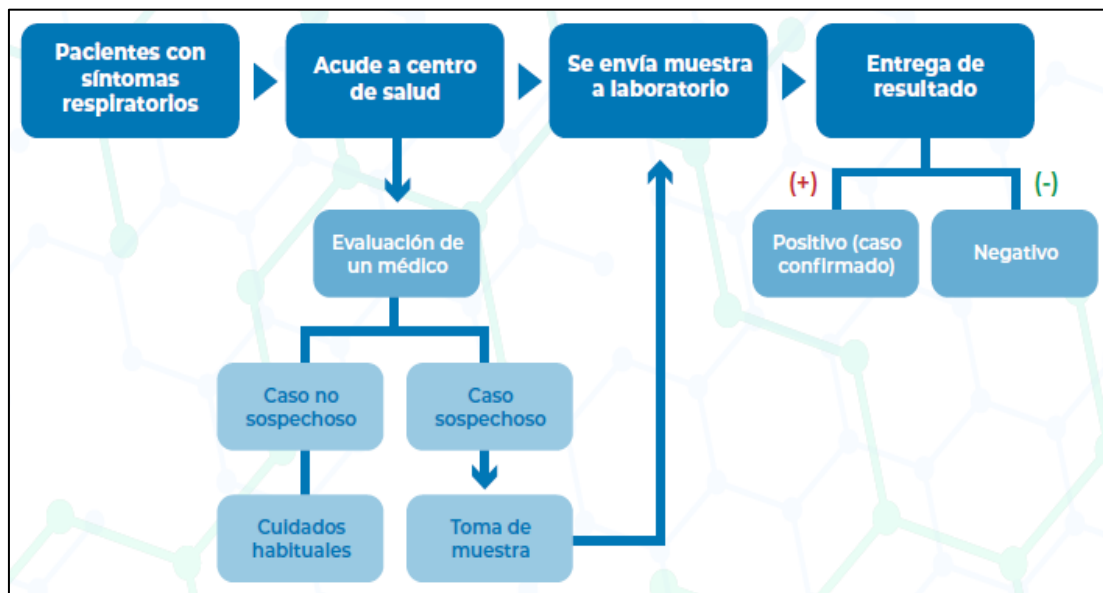 Pacientes con
síntomas
respiratorios
Acude a centro
de salud
Se envía muestra
a laboratorio
Entrega de
resultado
(+)
(-)
Evaluación de
un médico
Positivo (caso
confirmado)
Negativo
Caso no
sospechoso
Caso
sospechoso
Cuidados
habituales
Toma de
muestra